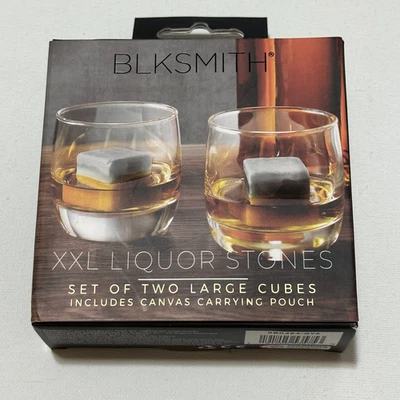 BLKSMITH®
XXL LIQUOR STONES
SET OF TWO LARGE CUBES
INCLUDES CANVAS CARRYING POUCH